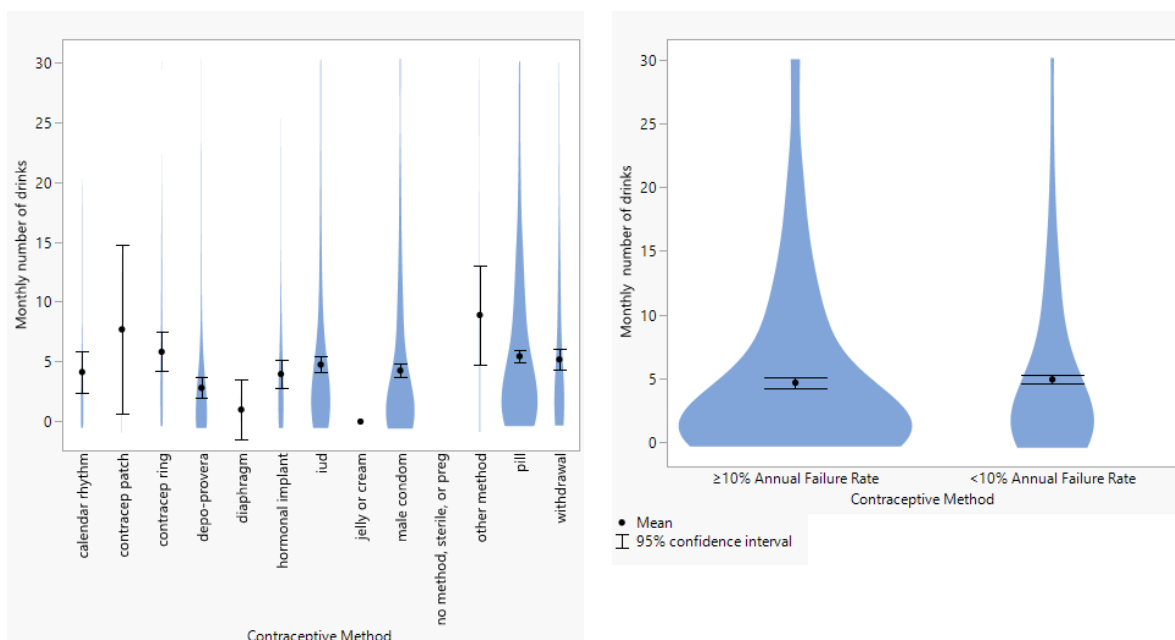 30
25
20
15
10
5
0
Monthly number of drinks
calendar rhythm
contracep patch
contracep ring
depo-provera
diaphragm
hormonal implant
iud
jelly or cream
male condom
no method, sterile, or preg
other method
pill
withdrawal
Contraceptive Method
30
25
20
15
10
5
0
Monthly number of drinks
≥10% Annual Failure Rate
<10% Annual Failure Rate
Contraceptive Method
Mean
95% confidence interval